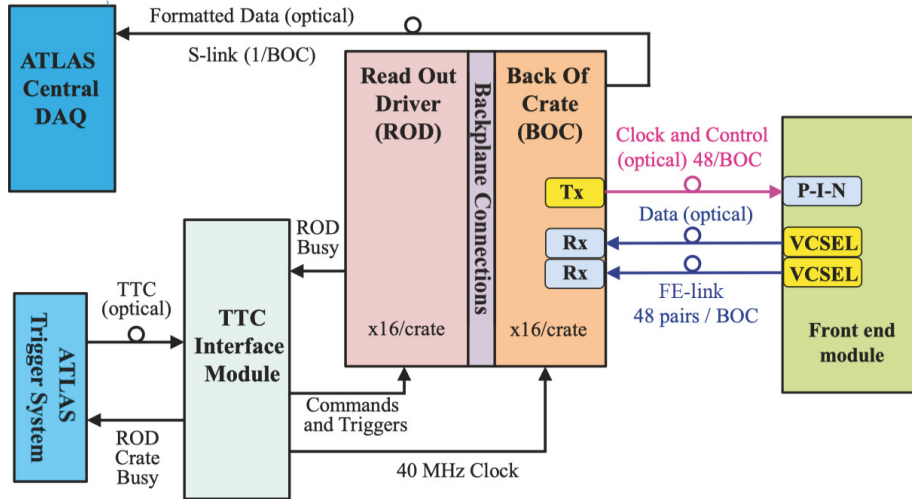 Formatted Data (optical)
S-link (1/BOC)
ATLAS
Central
DAQ
Read Out
Driver
(ROD)
Backplane Connections
Back Of
Crate
(BOC)
Clock and Control
(optical) 48/BOC
Tx
P-I-N
Data (optical)
Rx
VCSEL
Rx
VCSEL
FE-link
48 pairs / BOC
Front end
module
ROD
Busy
x16/crate
x16/crate
TTC
(optical)
TTC
Interface
Module
ATLAS
Trigger System
Commands
and Triggers
ROD
Crate
Busy
40 MHz Clock